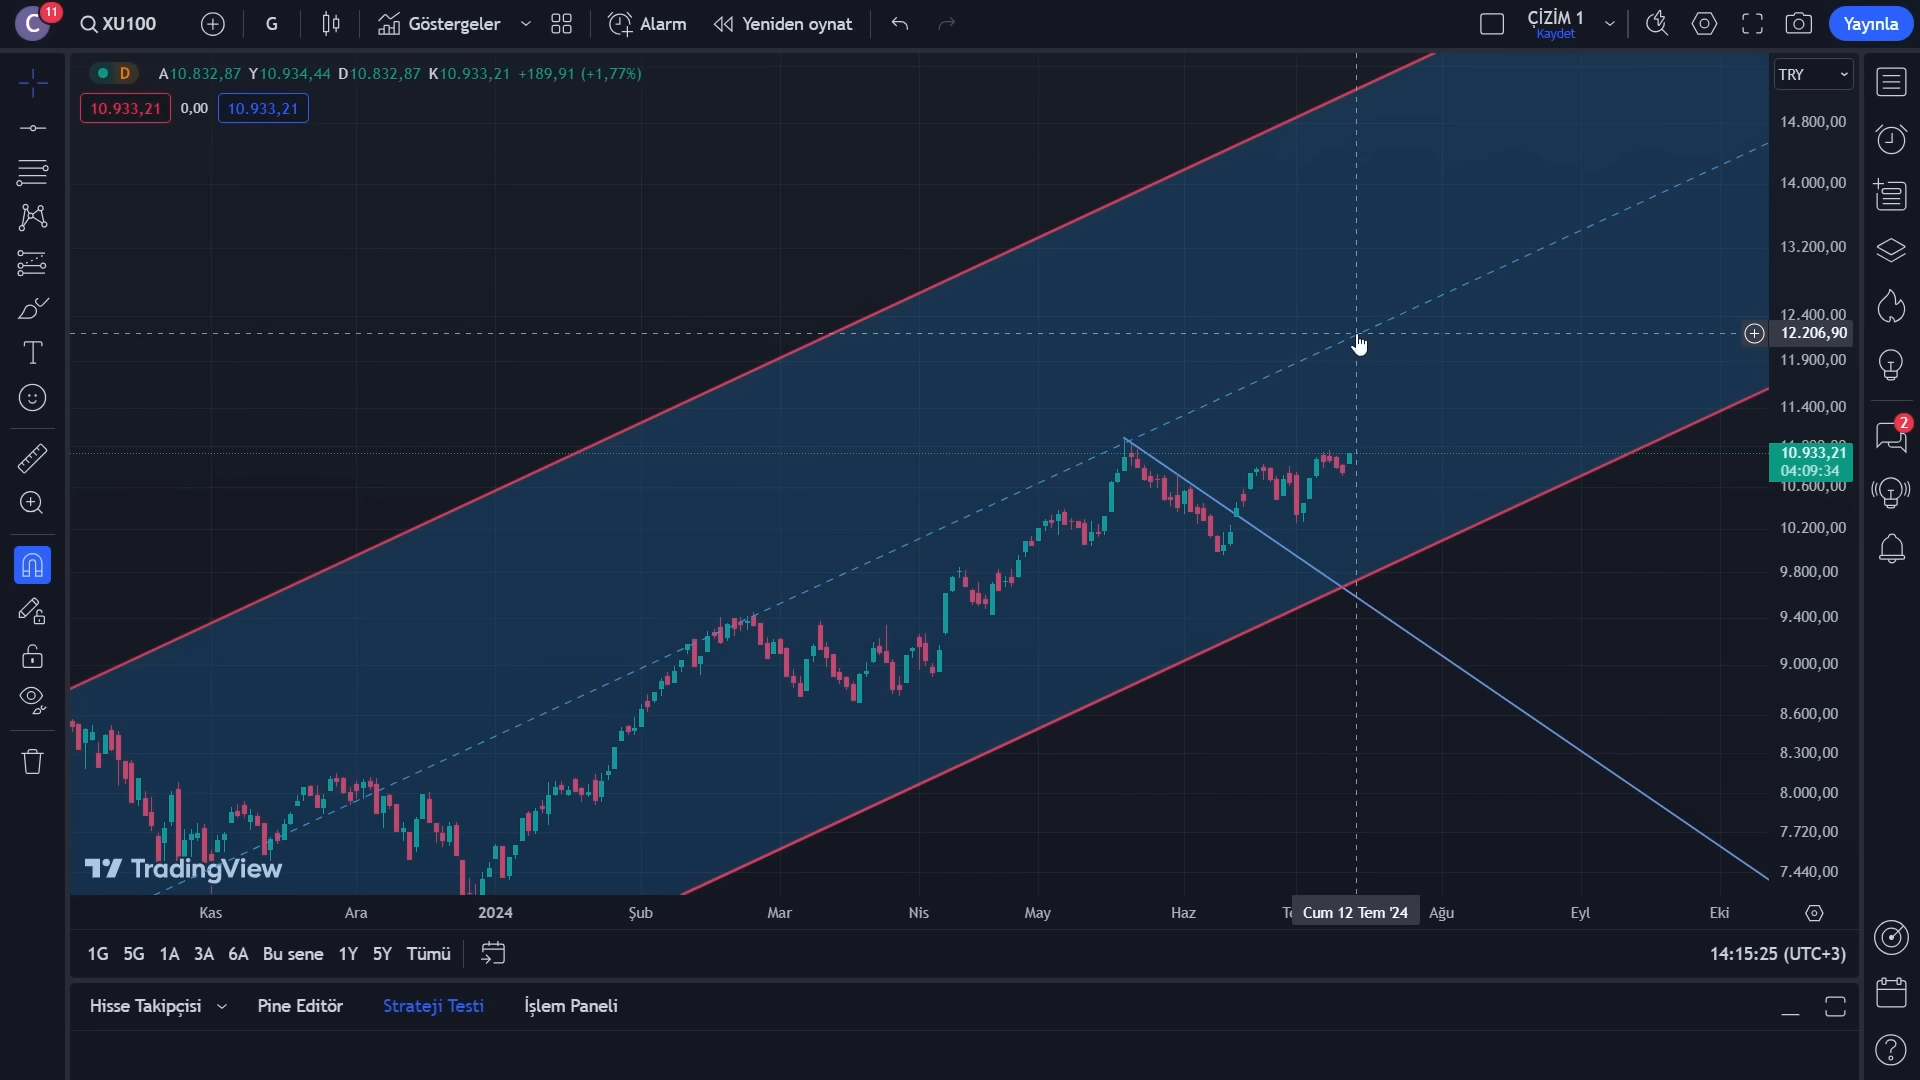 C
11
XU100
G
Göstergeler
Alarm
Yeniden oynat
ÇİZİM 1
Kaydet
Yayınla
D
A10.832,87 Y10.934,44 D10.832,87 K10.933,21 +189,91 (+1,77%)
10.933,21
0,00
10.933,21
TRY
14.800,00
14.000,00
13.200,00
12.400,00
12.206,90
11.900,00
11.400,00
10.933,21
04:09:34
10.600,00
10.200,00
9.800,00
9.400,00
9.000,00
8.600,00
8.300,00
8.000,00
7.720,00
7.440,00
2
TradingView
Kas
Ara
2024
Şub
Mar
Nis
May
Haz
Cum 12 Tem '24
Ağu
Eyl
Eki
1G 5G 1A 3A 6A Bu sene 1Y 5Y Tümü
14:15:25 (UTC+3)
Hisse Takipçisi
Pine Editör
Strateji Testi
İşlem Paneli